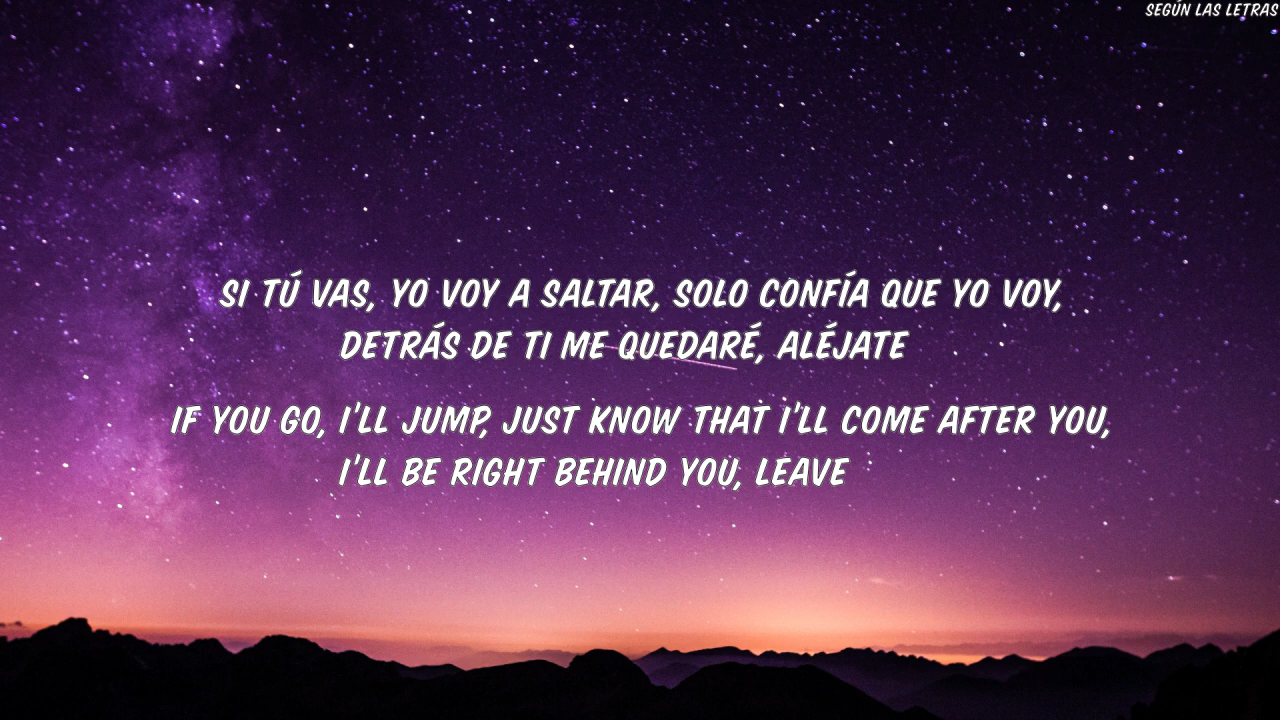 SEGÚN LAS LETRAS
SI TÚ VAS, YO VOY A SALTAR, SOLO CONFÍA QUE YO VOY,
DETRÁS DE TI ME QUEDARÉ, ALÉJATE
IF YOU GO, I'LL JUMP, JUST KNOW THAT I'LL COME AFTER YOU,
I'LL BE RIGHT BEHIND YOU, LEAVE